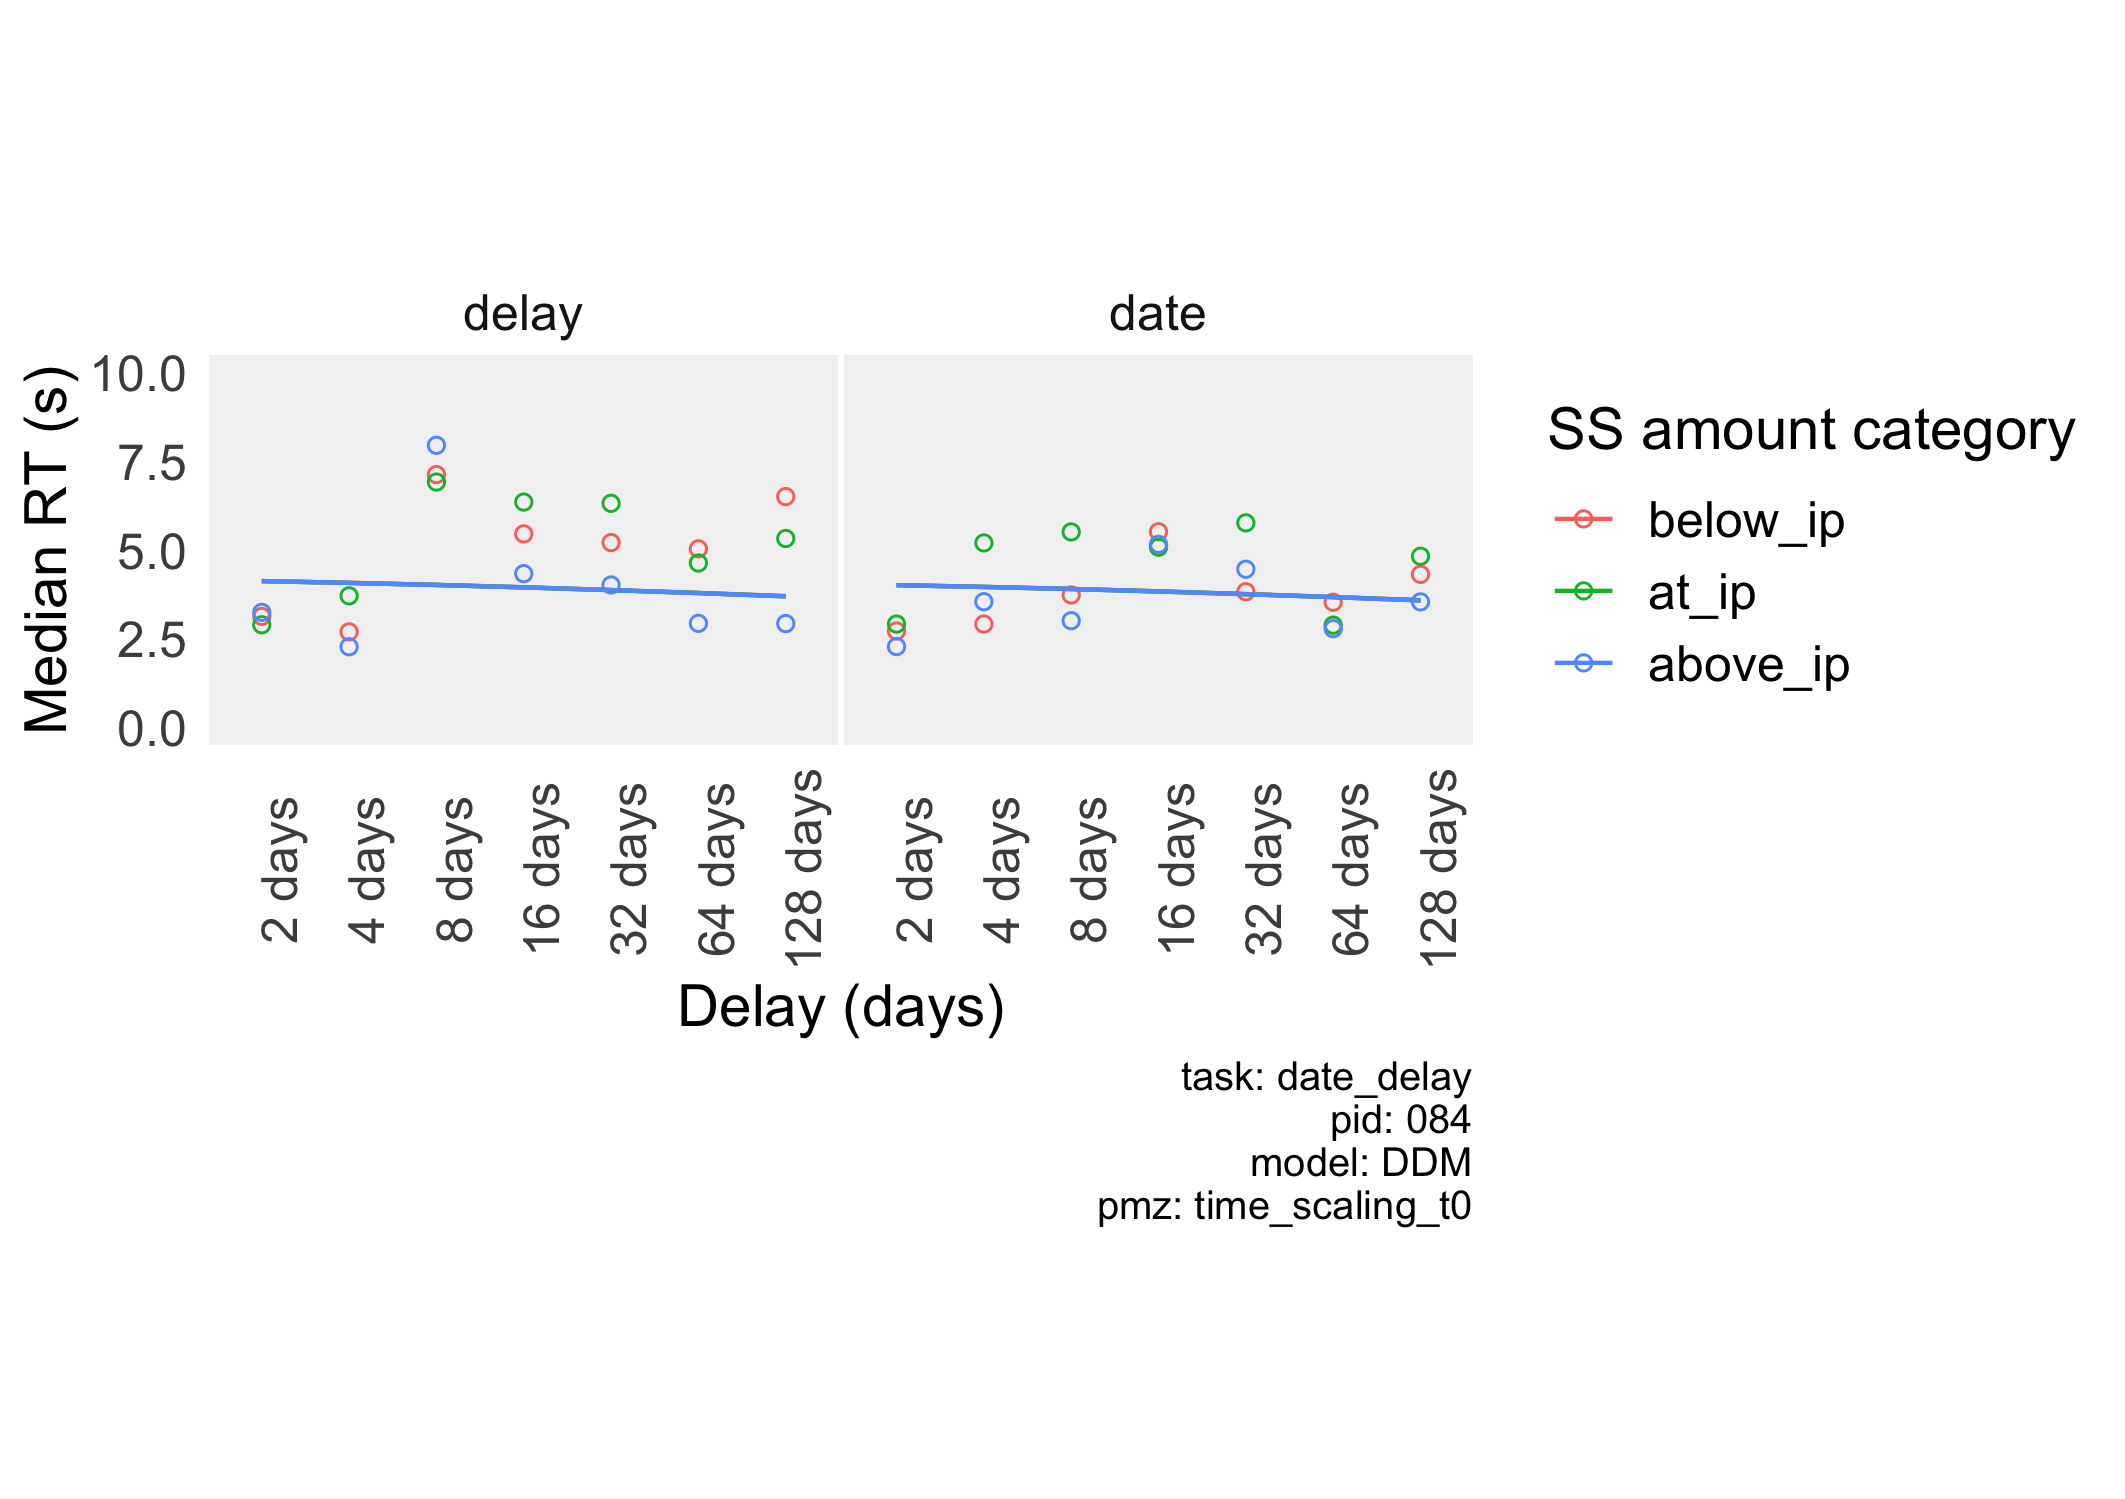 delay
date
Median RT (s)
10.0
7.5
5.0
2.5
0.0
2 days
4 days
8 days
16 days
32 days
64 days
128 days
2 days
4 days
8 days
16 days
32 days
64 days
128 days
Delay (days)
SS amount category
below_ip
at_ip
above_ip
task: date_delay
pid: 084
model: DDM
pmz: time_scaling_t0